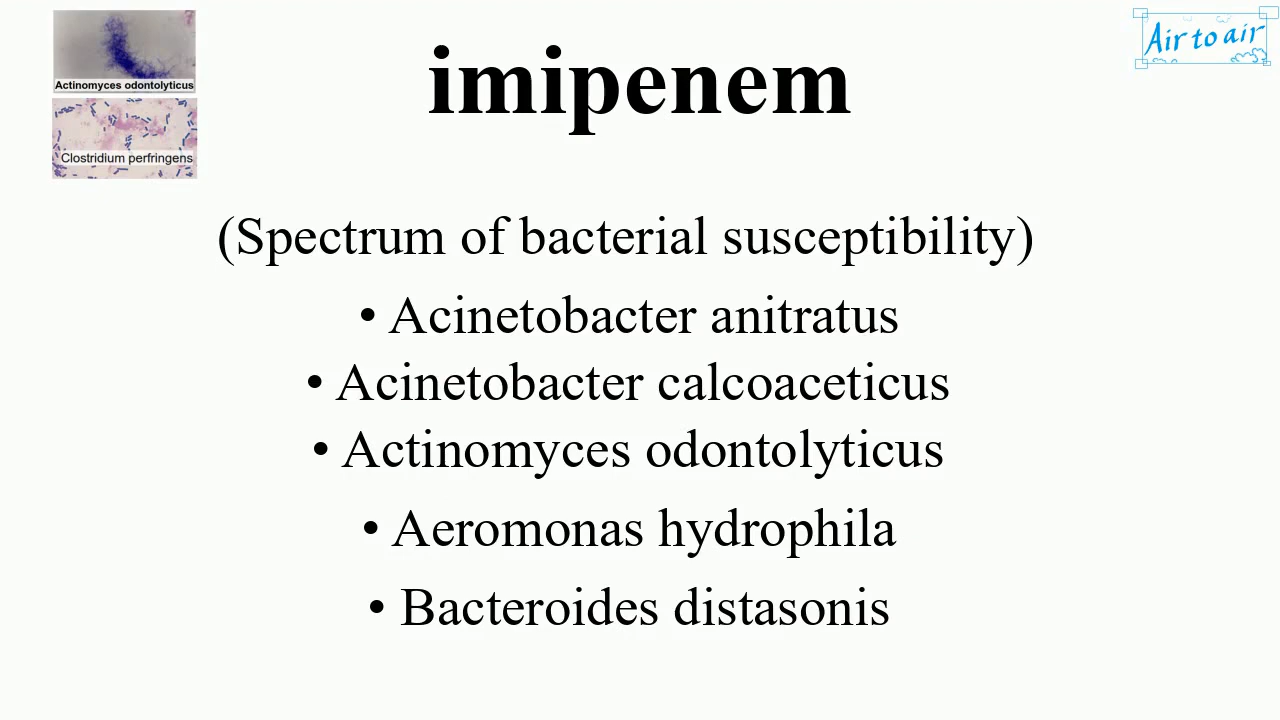 Actinomyces odontolyticus
Clostridium perfringens
imipenem
Air to air
(Spectrum of bacterial susceptibility)
• Acinetobacter anitratus
• Acinetobacter calcoaceticus
• Actinomyces odontolyticus
• Aeromonas hydrophila
• Bacteroides distasonis